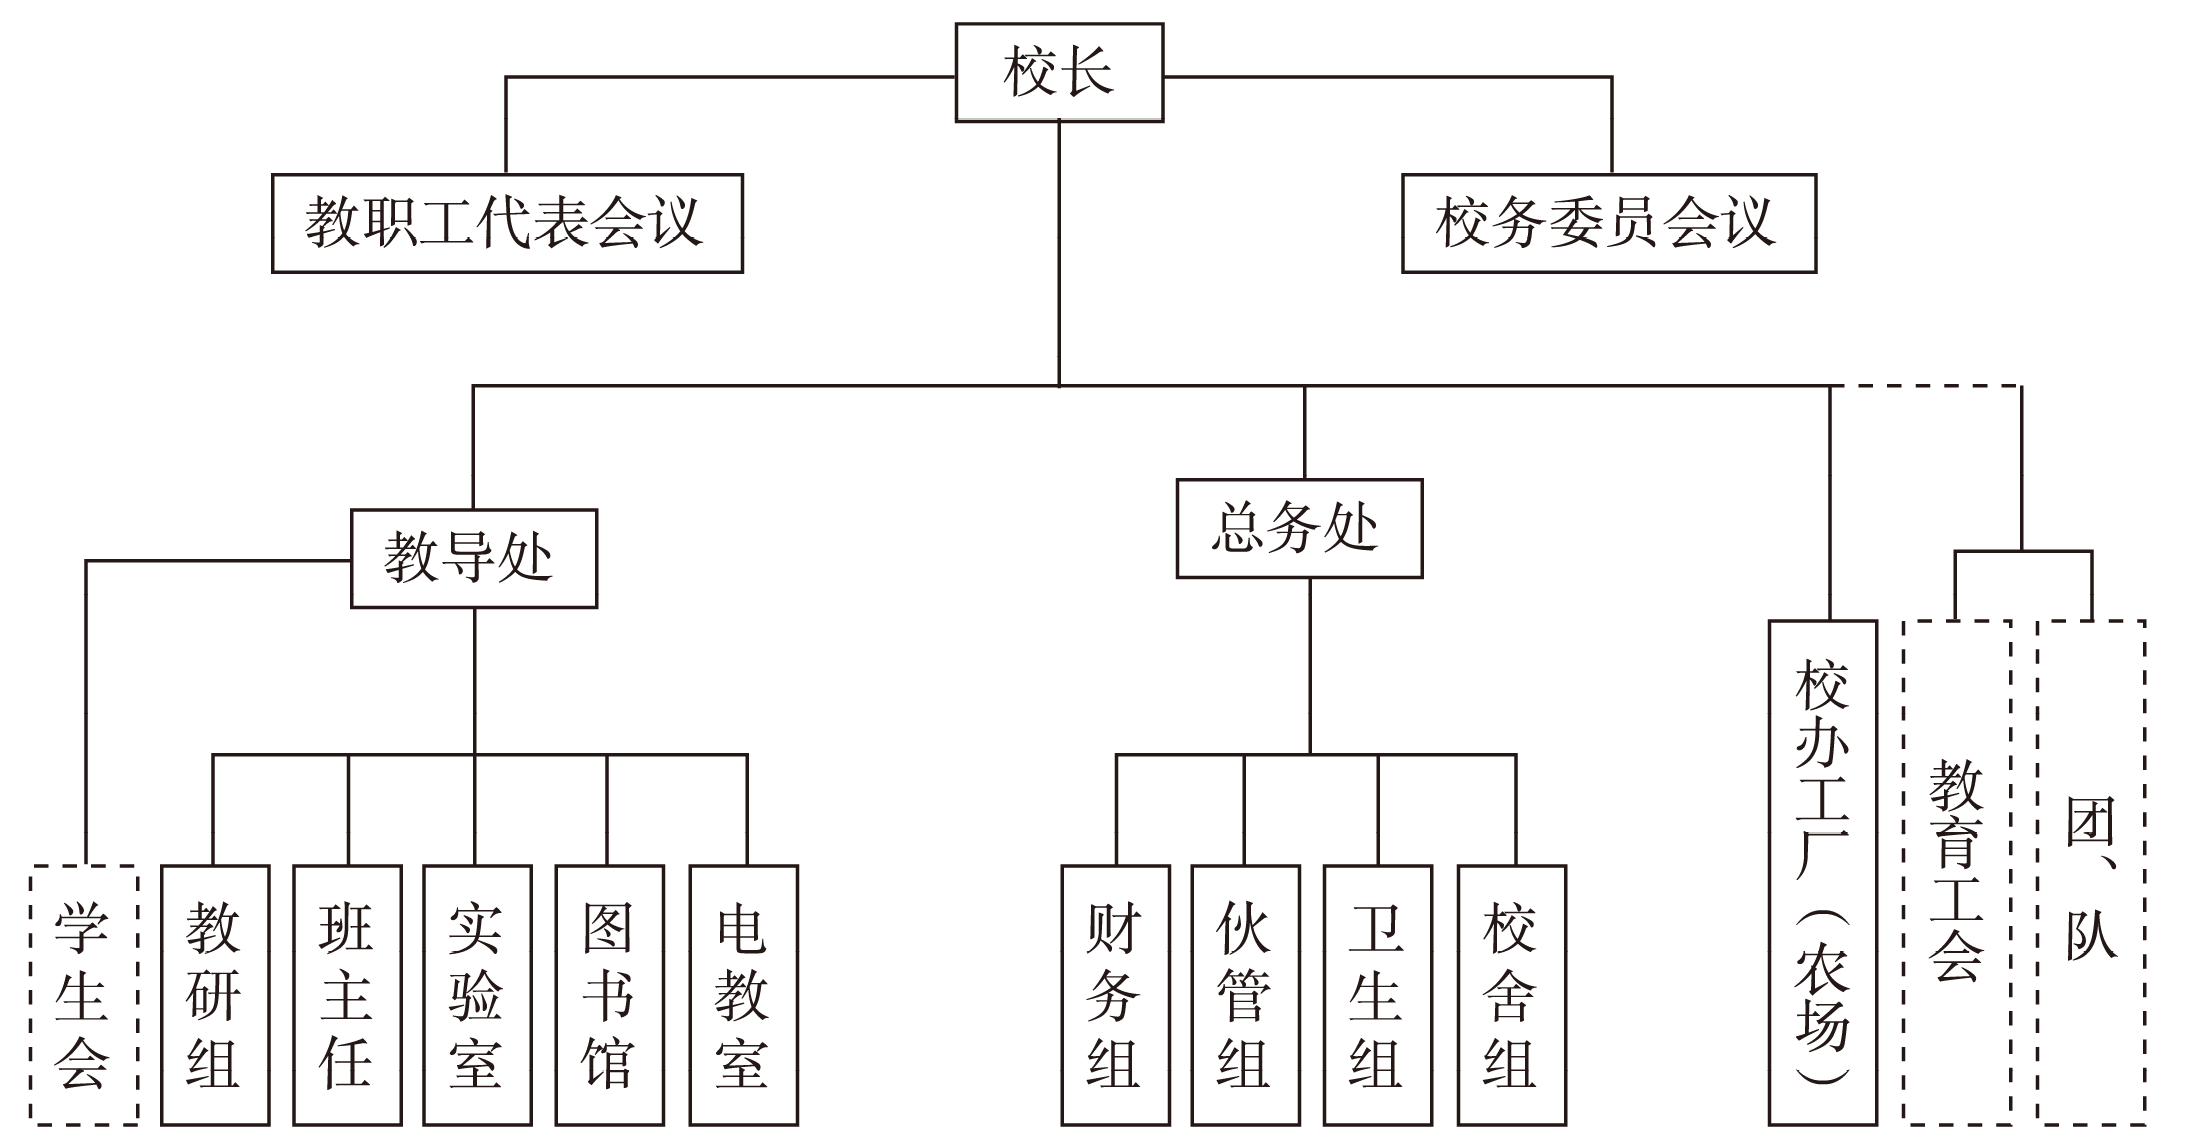 校长
教职工代表会议
校务委员会议
教导处
总务处
学生会
教研组
班主任
实验室
图书馆
电教室
财务组
伙管组
卫生组
校舍组
校办工厂（农场）
教育工会
团、队